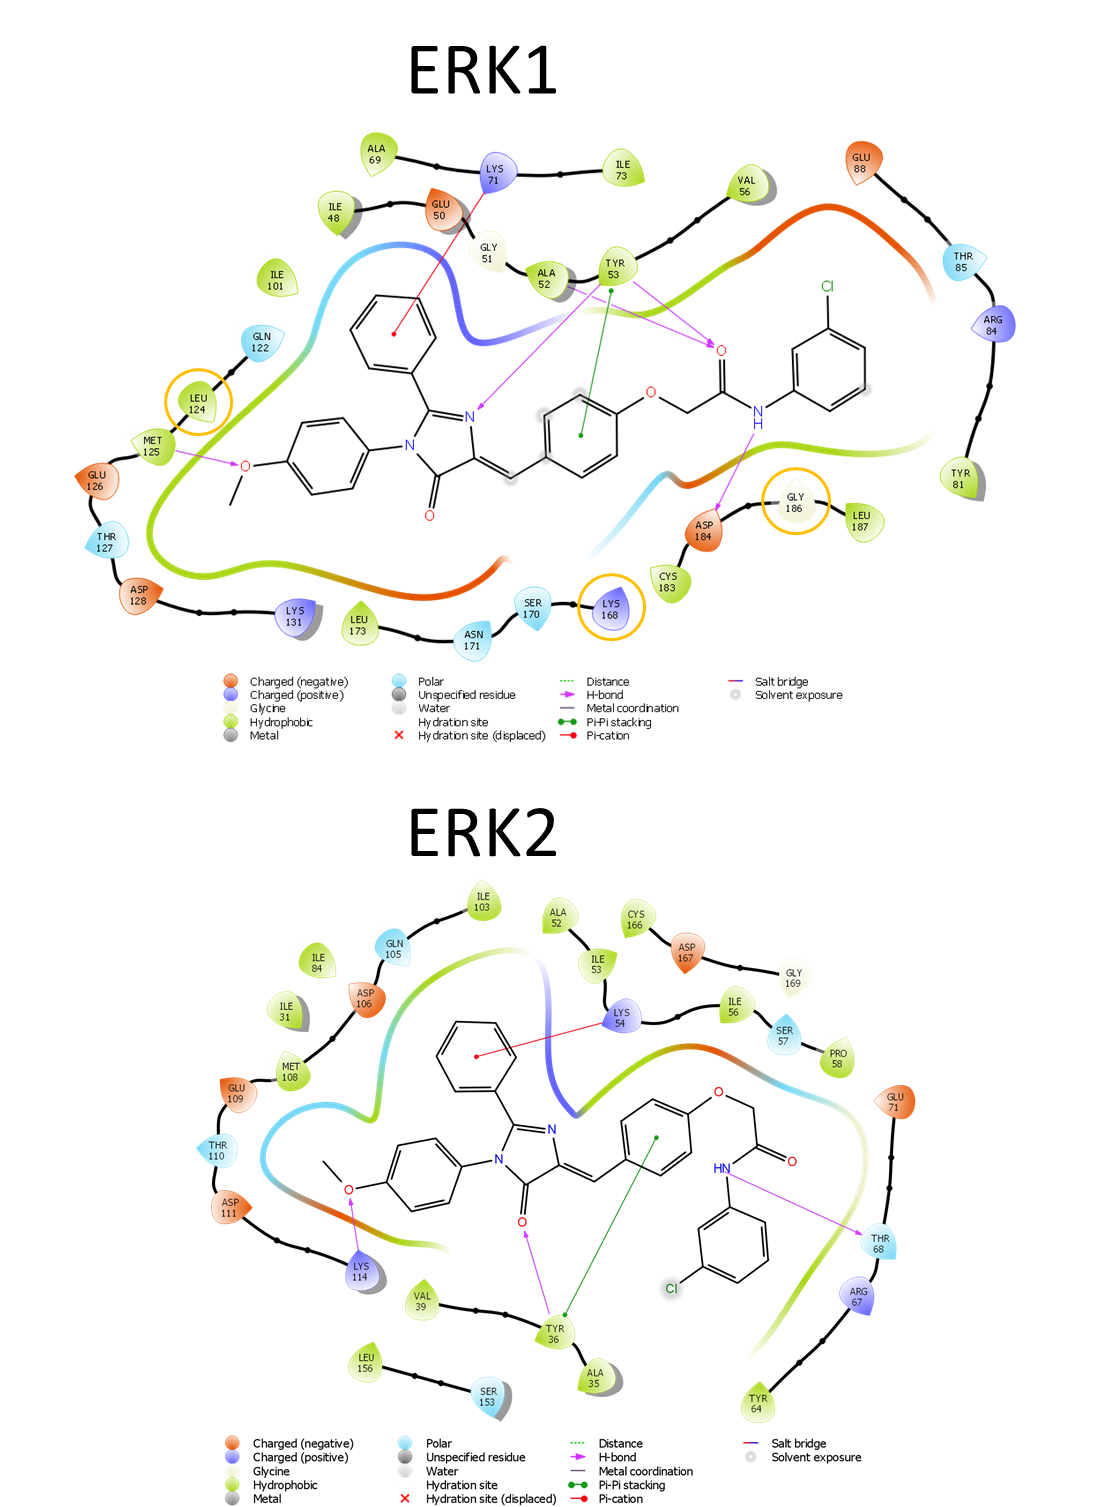 ERK1
ALA
69
LYS
71
ILE
73
GLU
88
VAL
56
ILE
48
GLU
50
GLY
51
ALA
52
TYR
53
THR
85
ILE
101
ARG
84
GLN
122
LEU
124
MET
125
GLU
126
THR
127
ASP
128
LYS
131
LEU
173
ASN
171
SER
170
LYS
168
CYS
183
ASP
184
GLY
186
LEU
187
TYR
81
Cl
O
O
N
H
N
N
O
O
Charged (negative)
Charged (positive)
Glycine
Hydrophobic
Metal
Polar
Unspecified residue
Water
Hydration site
Hydration site (displaced)
Distance
H-bond
Metal coordination
Pi-Pi stacking
Pi-cation
Salt bridge
Solvent exposure
ERK2
ILE
103
GLN
105
ILE
84
ASP
106
ILE
31
MET
108
GLU
109
THR
110
ASP
111
LYS
114
ALA
52
CYS
166
ILE
53
ASP
167
GLY
169
LYS
54
ILE
56
SER
57
PRO
58
GLU
71
THR
68
ARG
67
TYR
64
VAL
39
TYR
36
ALA
35
LEU
156
SER
153
O
N
N
O
O
O
HN
Cl
Charged (negative)
Charged (positive)
Glycine
Hydrophobic
Metal
Polar
Unspecified residue
Water
Hydration site
Hydration site (displaced)
Distance
H-bond
Metal coordination
Pi-Pi stacking
Pi-cation
Salt bridge
Solvent exposure